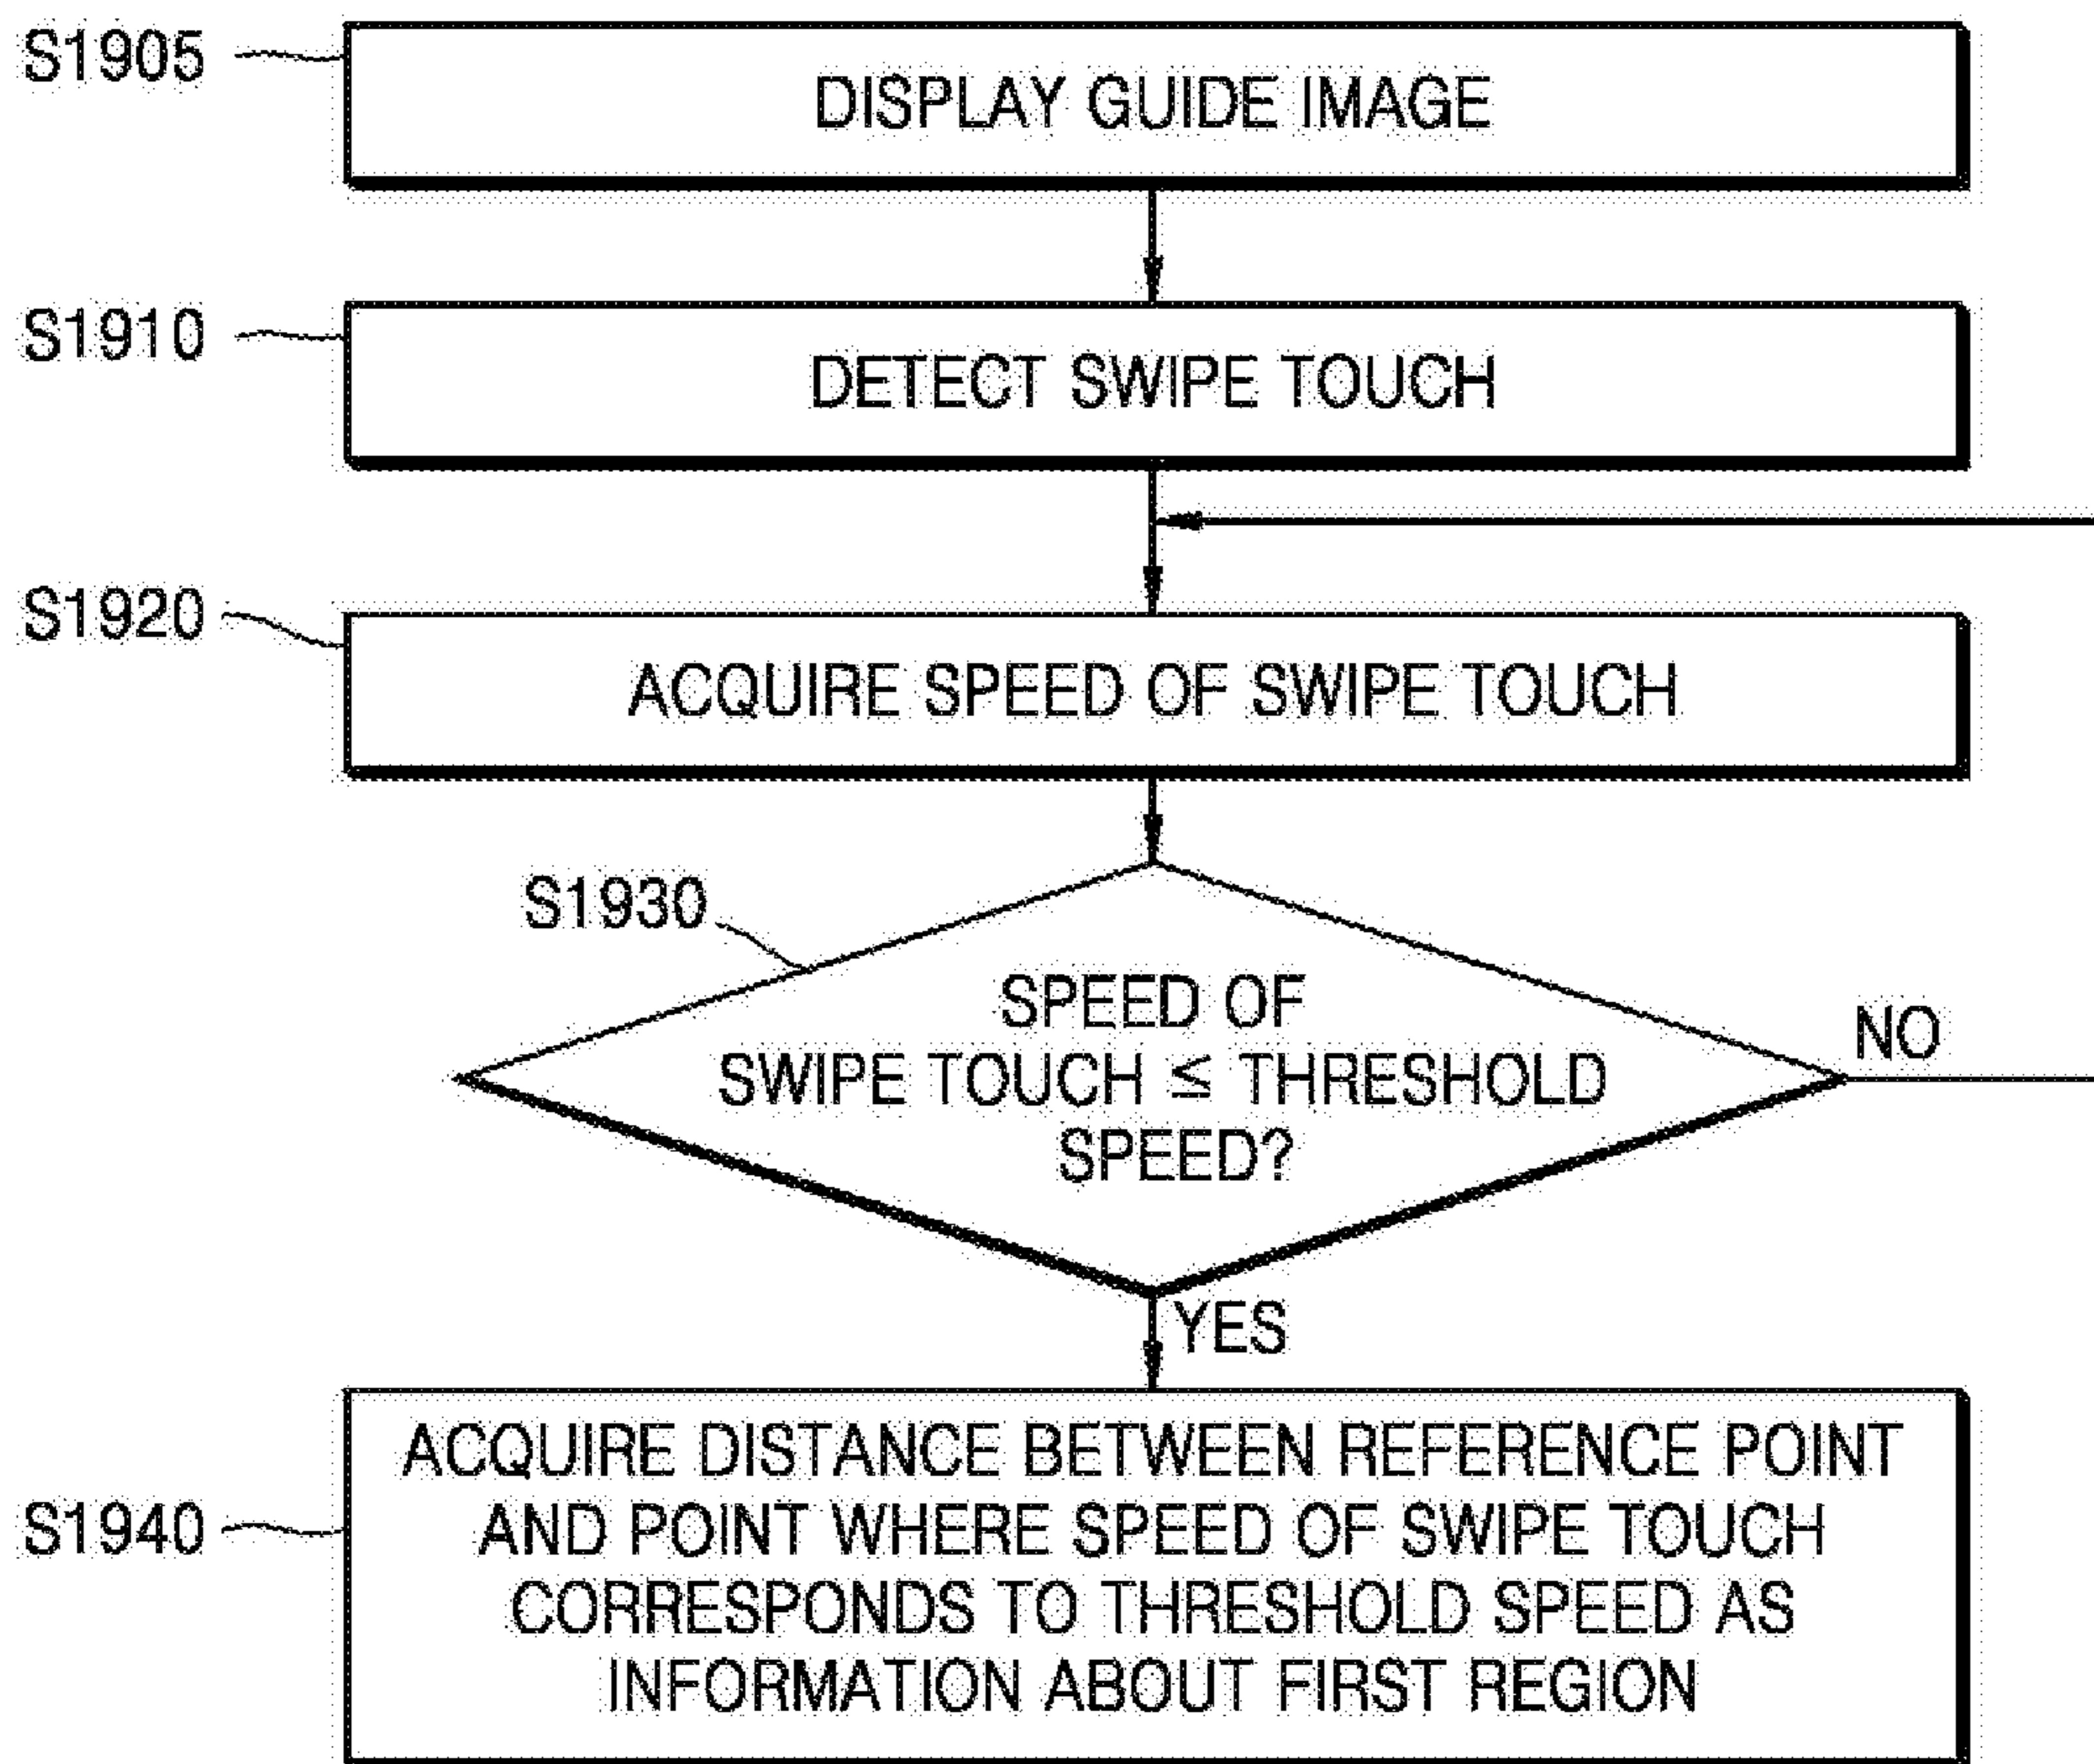 S1905
DISPLAY GUIDE IMAGE
S1910
DETECT SWIPE TOUCH
S1920
ACQUIRE SPEED OF SWIPE TOUCH
S1930
SPEED OF
SWIPE TOUCH ≤ THRESHOLD
SPEED?
NO
YES
S1940
ACQUIRE DISTANCE BETWEEN REFERENCE POINT
AND POINT WHERE SPEED OF SWIPE TOUCH
CORRESPONDS TO THRESHOLD SPEED AS
INFORMATION ABOUT FIRST REGION